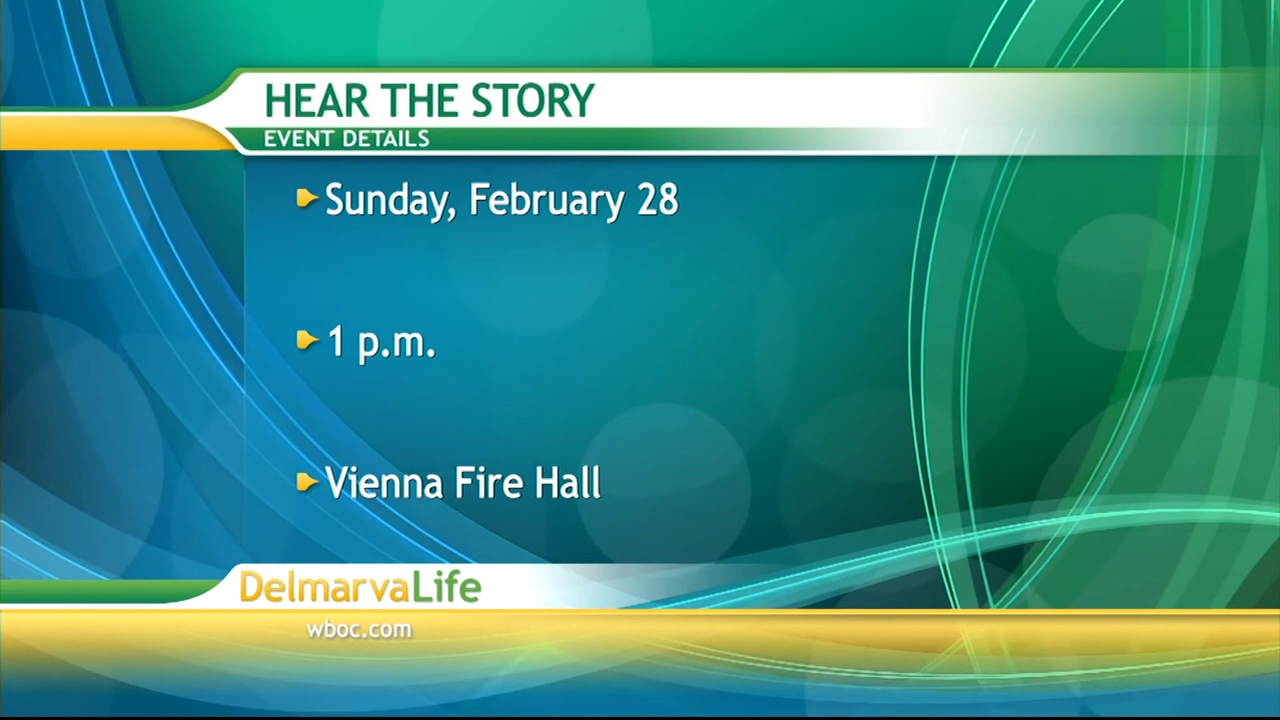 HEAR THE STORY
EVENT DETAILS
Sunday, February 28
1 p.m.
Vienna Fire Hall
DelmarvaLife
wboc.com